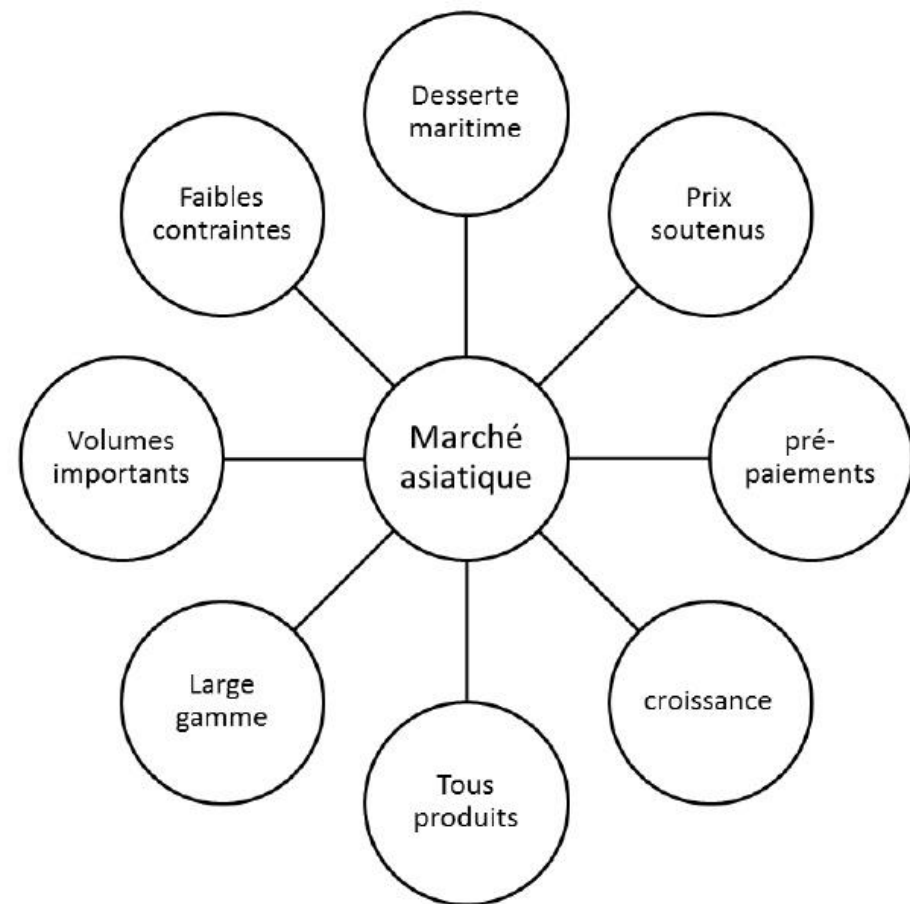 Desserte
maritime
Faibles
contraintes
Prix
soutenus
Volumes
importants
Marché
asiatique
pré-
paiements
Large
gamme
croissance
Tous
produits